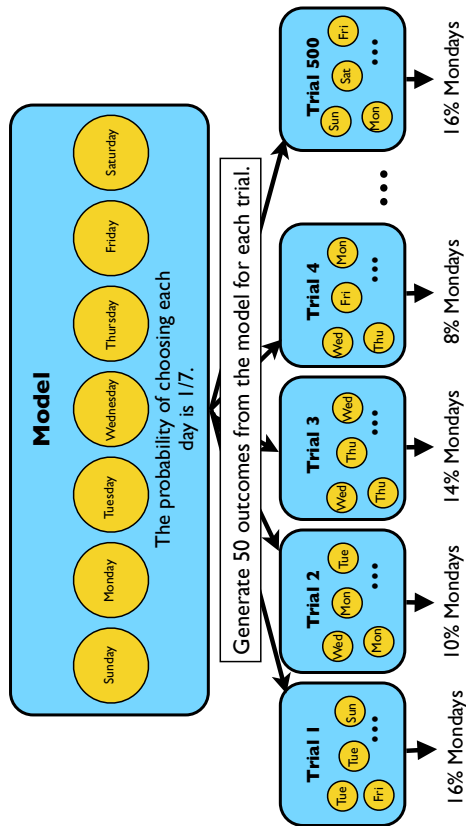 Model
Sunday Monday Tuesday Wednesday Thursday Friday Saturday
The probability of choosing each
day is 1/7.
Generate 50 outcomes from the model for each trial.
Trial 1
Tue Tue Sun
Fri ...
16% Mondays
Trial 2
Wed Mon Tue
Mon ...
10% Mondays
Trial 3
Wed Thu Wed
Thu ...
14% Mondays
Trial 4
Wed Fri Mon
Thu ...
8% Mondays
...
Trial 500
Sun Sat Fri
Mon ...
16% Mondays